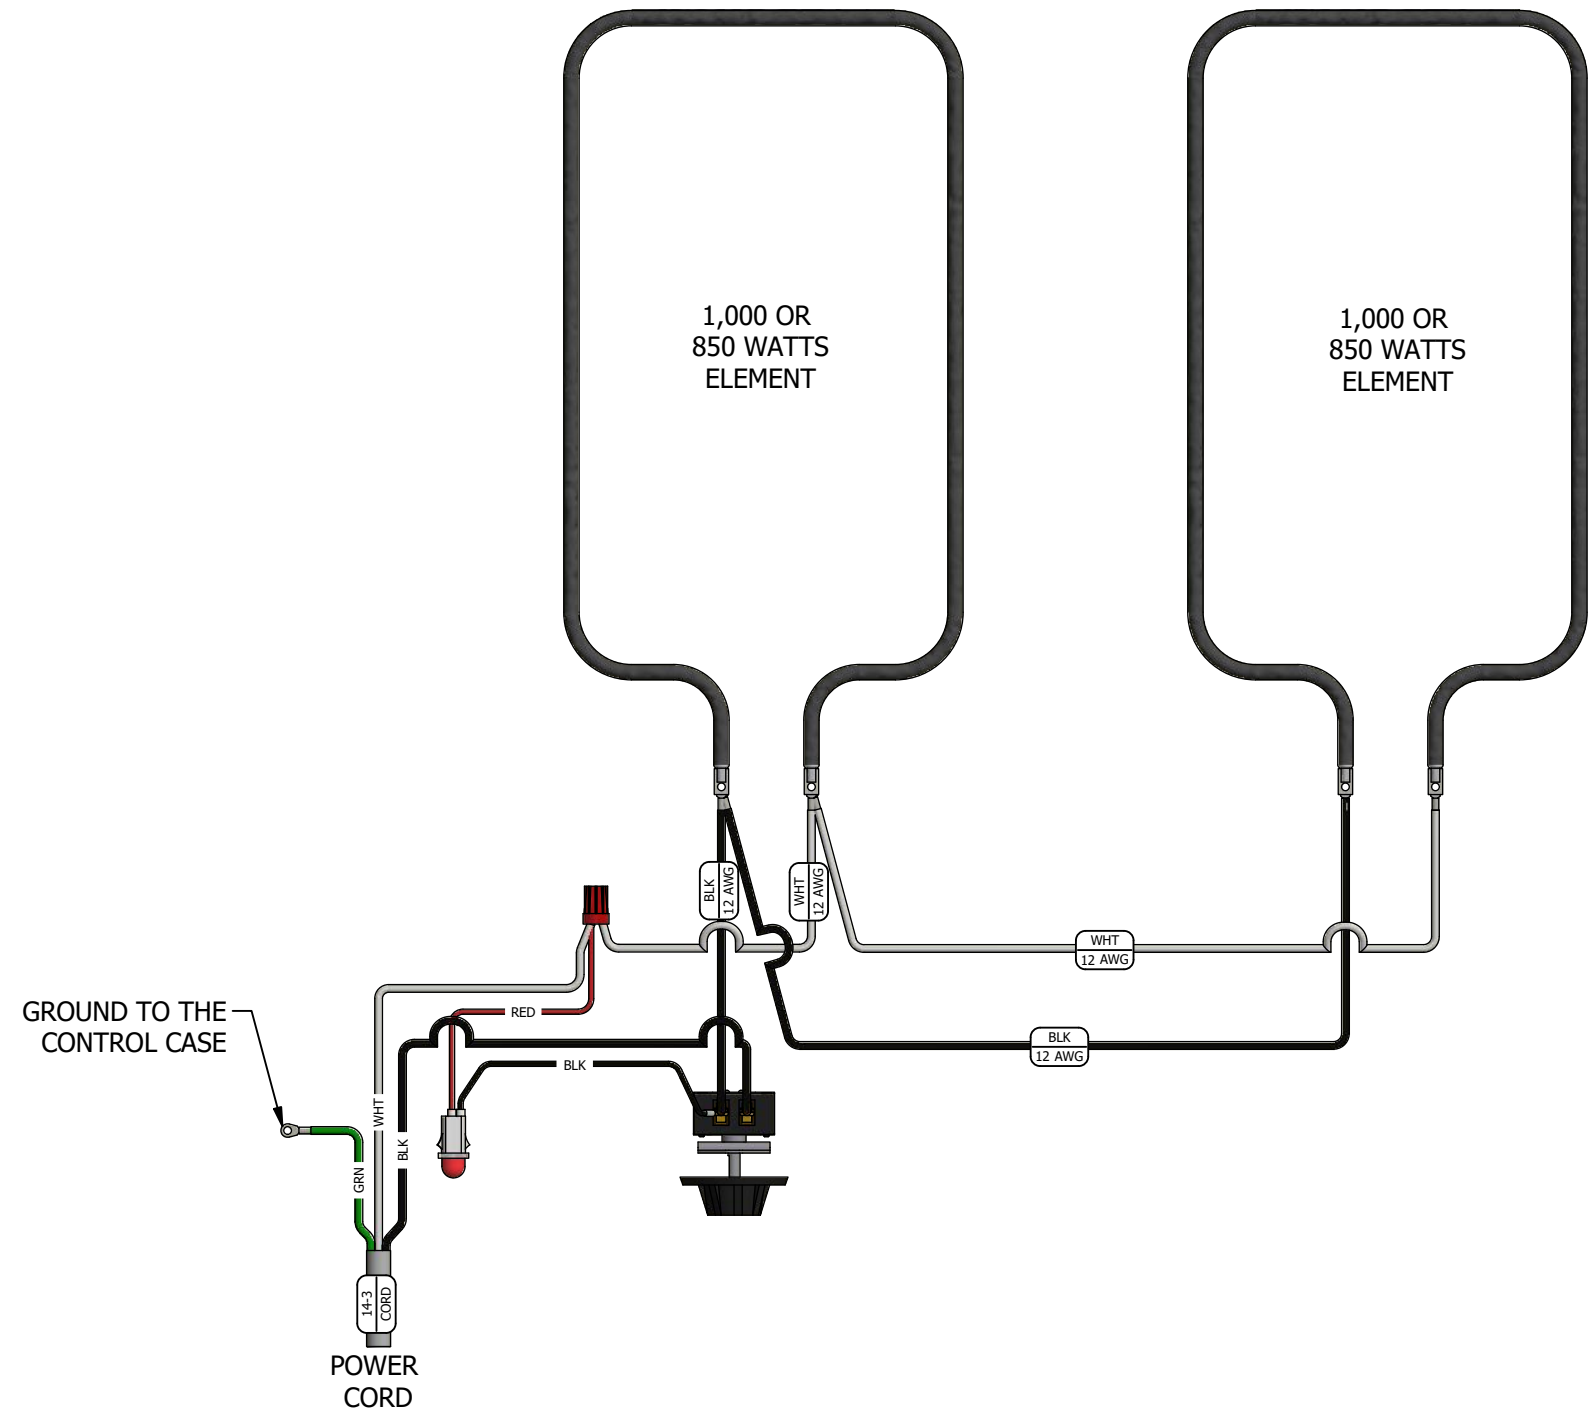 1,000 OR
850 WATTS
ELEMENT
1,000 OR
850 WATTS
ELEMENT
BLK
12 AWG
WHT
12 AWG
WHT
12 AWG
RED
GROUND TO THE
CONTROL CASE
BLK
12 AWG
BLK
WHT
BLK
GRN
14-3
CORD
POWER
CORD